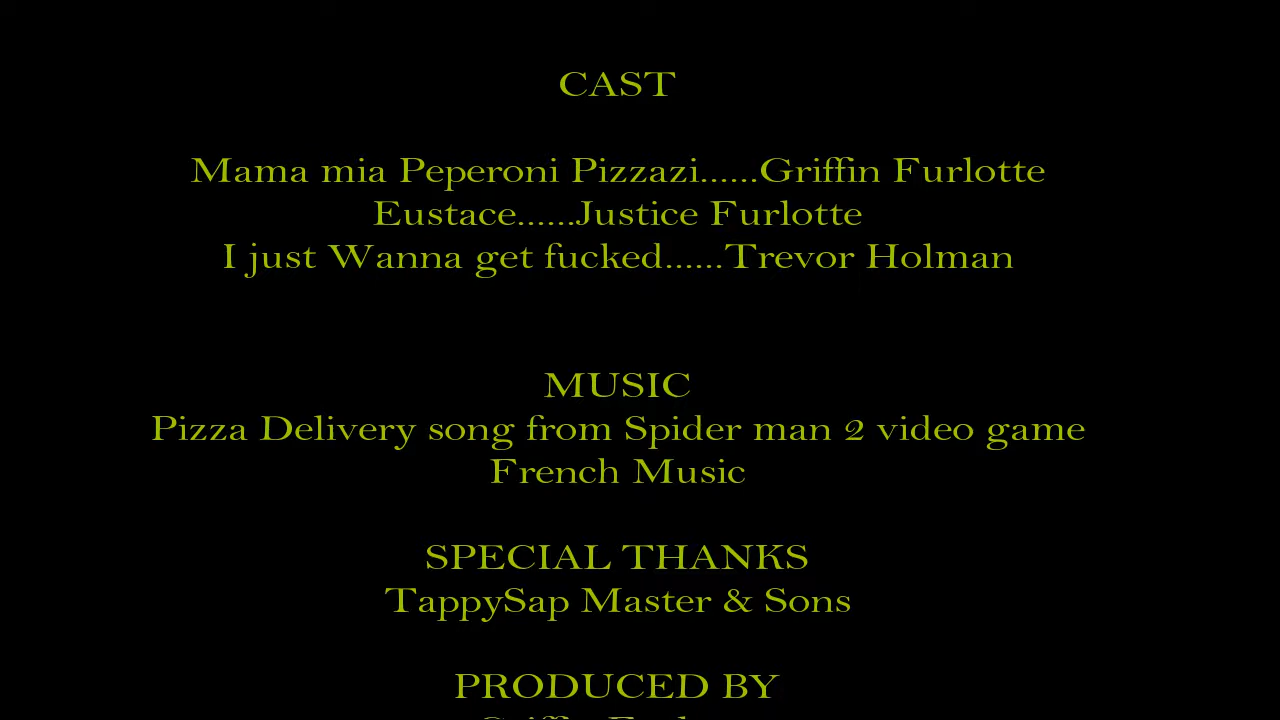 CAST
Mama mia Peperoni Pizzazi......Griffin Furlotte
Eustace......Justice Furlotte
I just Wanna get fucked......Trevor Holman
MUSIC
Pizza Delivery song from Spider man 2 video game
French Music
SPECIAL THANKS
TappySap Master & Sons
PRODUCED BY